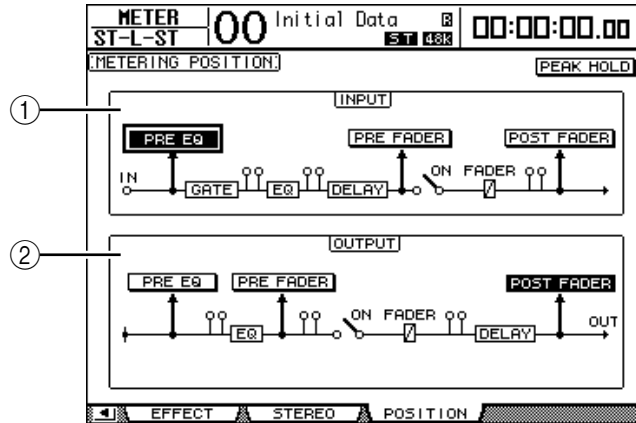 METER
ST-L-ST
00
Initial Data
R
ST 48K
00:00:00.00
METERING POSITION
PEAK HOLD
1
INPUT
PRE EQ
PRE FADER
POST FADER
IN
GATE
EQ
DELAY
ON
FADER
2
OUTPUT
PRE EQ
PRE FADER
POST FADER
EQ
ON
FADER
DELAY
OUT
EFFECT
STEREO
POSITION